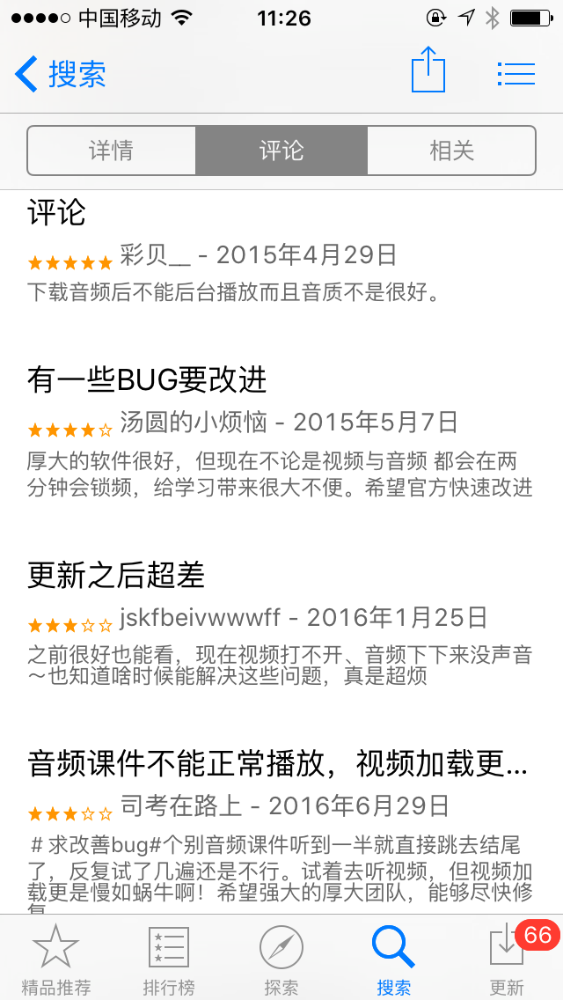 中国移动 11:26
搜索
详情 评论 相关
评论
彩贝__ - 2015年4月29日
下载音频后不能后台播放而且音质不是很好。
有一些BUG要改进
汤圆的小烦恼 - 2015年5月7日
厚大的软件很好，但现在不论是视频与音频 都会在两
分钟会锁频，给学习带来很大不便。希望官方快速改进
更新之后超差
jskfbeivwwwff - 2016年1月25日
之前很好也能看，现在视频打不开、音频下下来没声音
～也知道啥时候能解决这些问题，真是超烦
音频课件不能正常播放，视频加载更...
司考在路上 - 2016年6月29日
＃求改善bug#个别音频课件听到一半就直接跳去结尾
了，反复试了几遍还是不行。试着去听视频，但视频加
载更是慢如蜗牛啊！希望强大的厚大团队，能够尽快修
复
66
精品推荐 排行榜 探索 搜索 更新